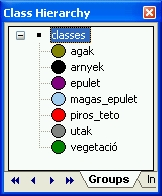 Class Hierarchy
classes
agak
arnyek
epulet
magas_epulet
piros_teto
utak
vegetació
Groups
In